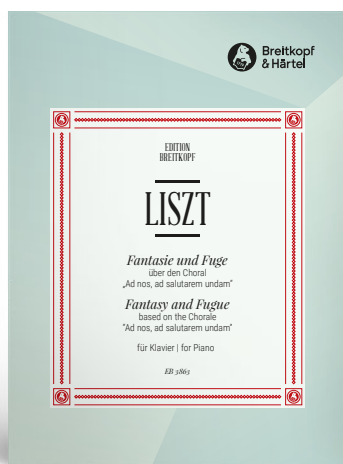 Breitkopf
& Härtel
EDITION
BREITKOPF
LISZT
Fantasie und Fuge
über den Choral
„Ad nos, ad salutarem undam”
Fantasy and Fugue
based on the Chorale
“Ad nos, ad salutarem undam”
für Klavier | for Piano
EB 3863